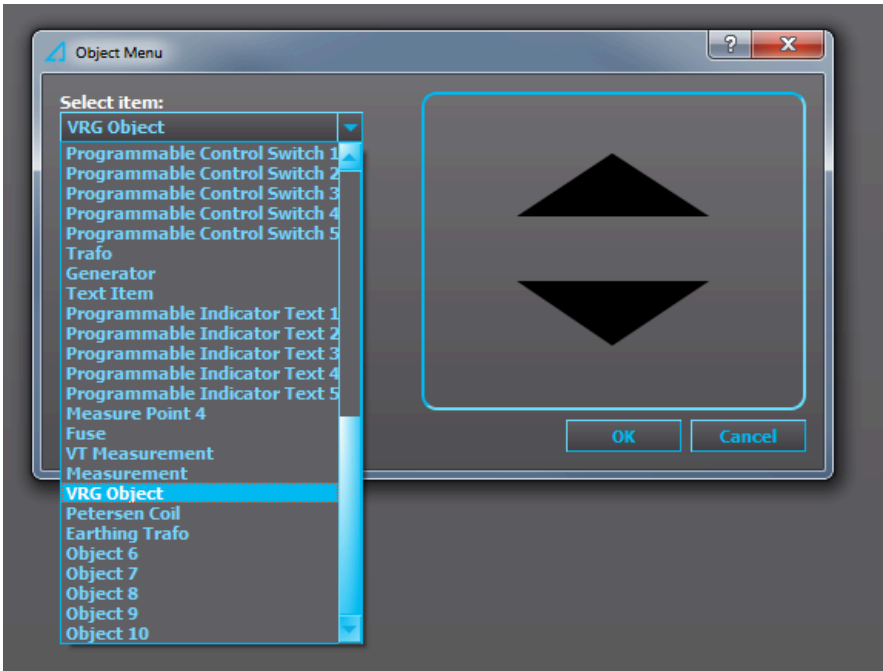 Object Menu
?
X
Select item:
VRG Object
Programmable Control Switch 1
Programmable Control Switch 2
Programmable Control Switch 3
Programmable Control Switch 4
Programmable Control Switch 5
Trafo
Generator
Text Item
Programmable Indicator Text 1
Programmable Indicator Text 2
Programmable Indicator Text 3
Programmable Indicator Text 4
Programmable Indicator Text 5
Measure Point 4
Fuse
VT Measurement
Measurement
VRG Object
Petersen Coil
Earthing Trafo
Object 6
Object 7
Object 8
Object 9
Object 10
OK
Cancel